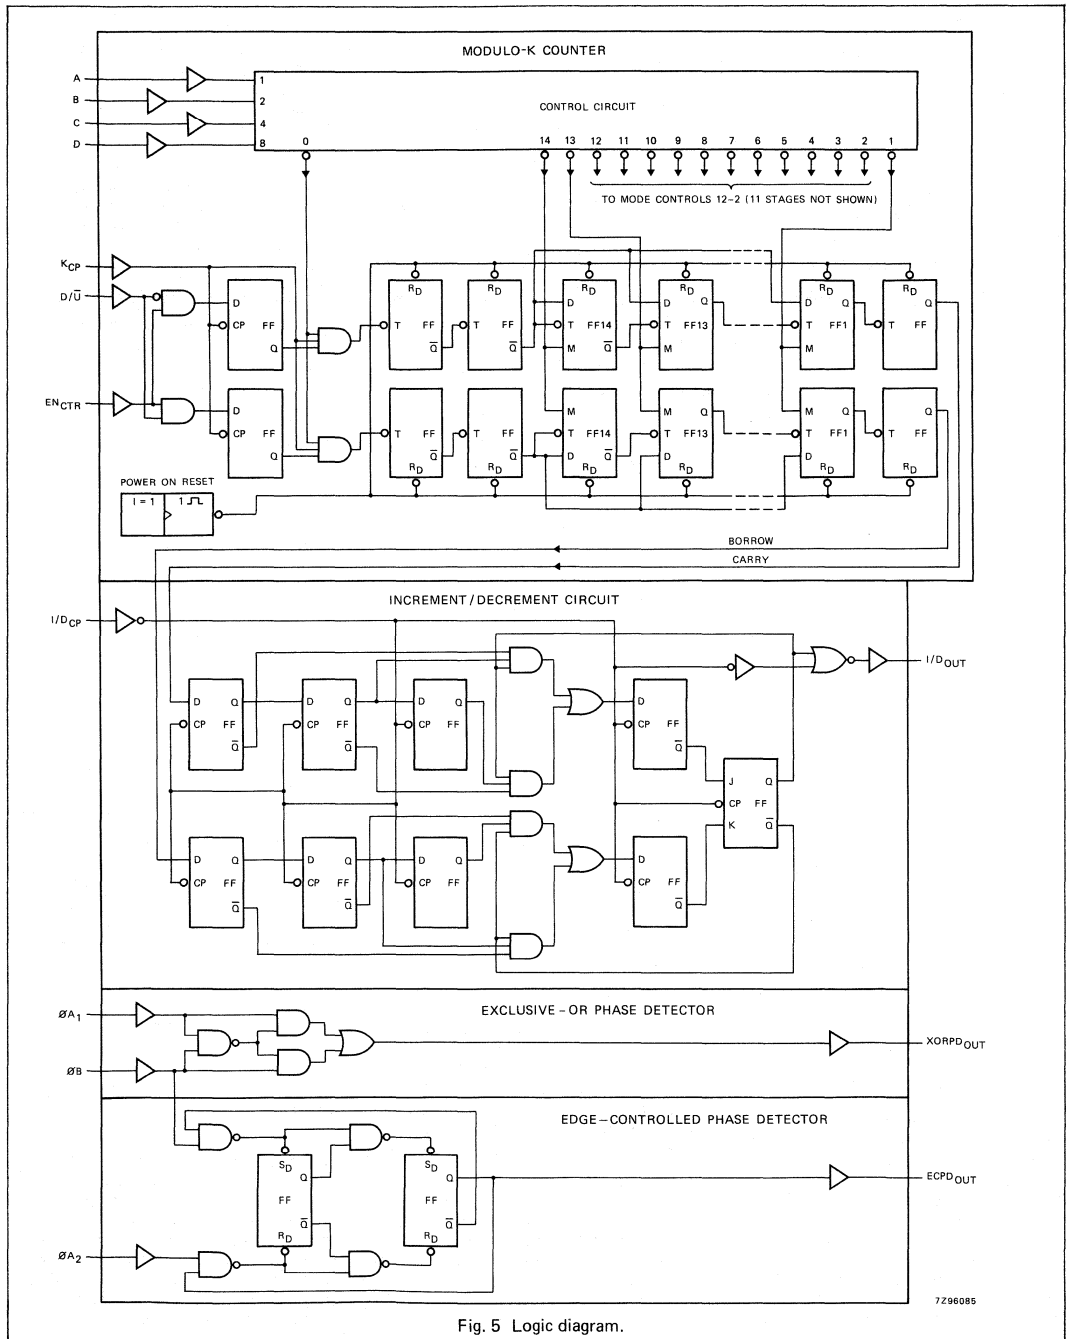 MODULO-K COUNTER
A
B
C
D
1
2
4
8
CONTROL CIRCUIT
0 14 13 12 11 10 9 8 7 6 5 4 3 2 1
TO MODE CONTROLS 12-2 (11 STAGES NOT SHOWN)
KCP
D/U̅
ENCTR
D
CP FF
Q
RD
T FF
Q̅
RD
T FF
Q̅
RD
D
T FF14
M Q̅
RD
D Q
T FF13
M
RD
D Q
T FF1
M
RD
Q
T FF
D
CP FF
Q
T FF
Q̅
RD
T FF
Q̅
RD
M
T FF14
D Q̅
RD
M Q
T FF13
D
RD
M Q
T FF1
D
RD
Q
T FF
RD
POWER ON RESET
I = 1 1
BORROW
CARRY
INCREMENT/DECREMENT CIRCUIT
I/DCP
I/DOUT
D Q
CP FF
Q̅
D Q
CP FF
Q̅
D Q
CP FF
D
CP FF
Q̅
J Q
CP FF
K Q̅
D Q
CP FF
Q̅
D Q
CP FF
Q̅
D Q
CP FF
D
CP FF
Q̅
EXCLUSIVE-OR PHASE DETECTOR
ØA1
ØB
XORPDOUT
EDGE-CONTROLLED PHASE DETECTOR
SD
Q
FF
Q̅
RD
SD
Q
FF
Q̅
RD
ECPDOUT
ØA2
7Z96085
Fig. 5 Logic diagram.